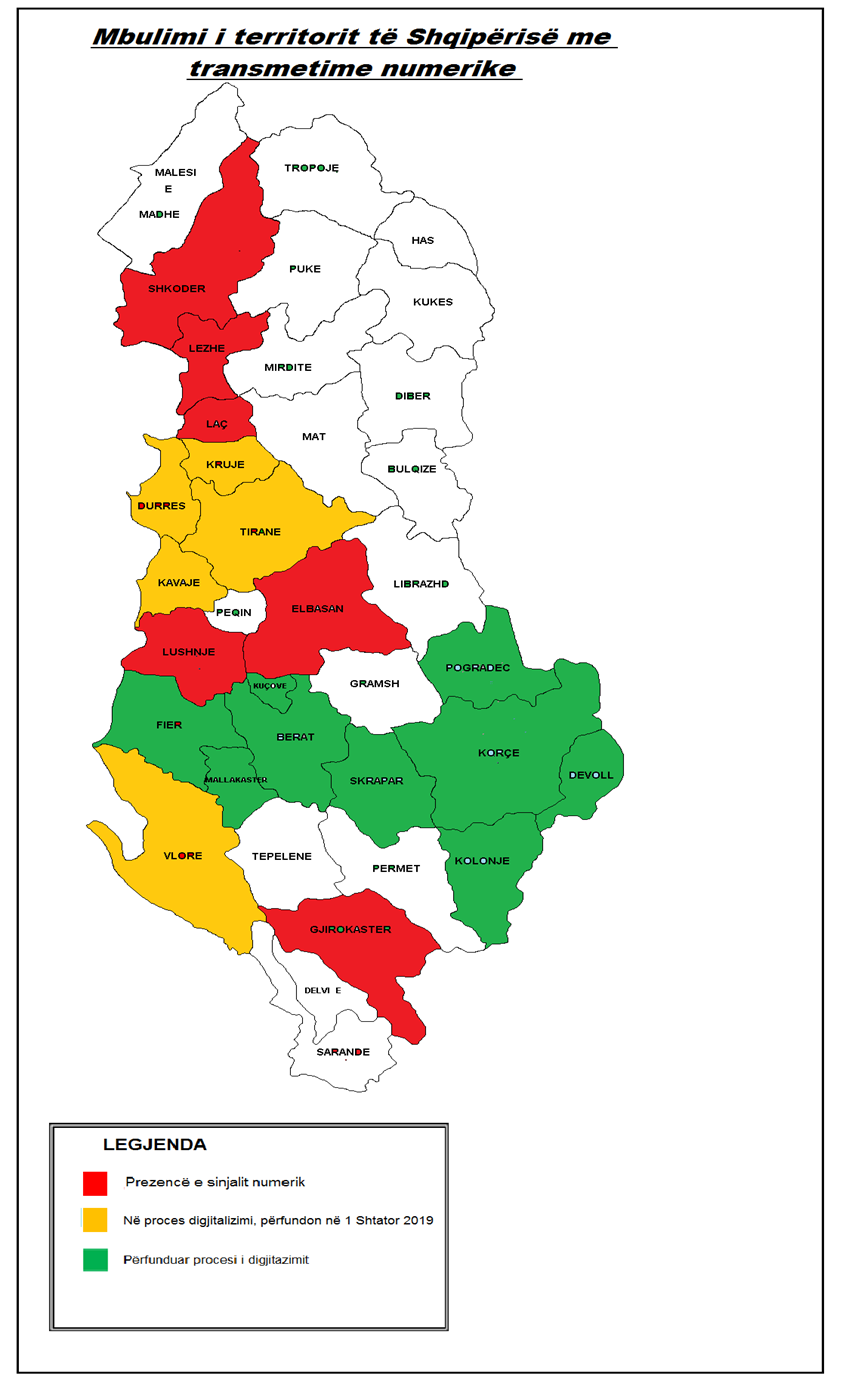 Mbulimi i territorit të Shqipërisë me
transmetime numerike
MALESI
E
MADHE
TROPOJË
HAS
PUKE
SHKODER
KUKES
LEZHE
MIRDITE
DIBER
LAÇ
MAT
KRUJE
BULQIZE
DURRES
TIRANE
KAVAJE
LIBRAZHD
PEQIN
ELBASAN
LUSHNJE
POGRADEC
GRAMSH
KUÇOVE
FIER
BERAT
KORÇE
DEVOLL
MALLAKASTER
SKRAPAR
VLORE
TEPELENE
PERMET
KOLONJE
GJIROKASTER
DELVI E
SARANDE
LEGJENDA
Prezencë e sinjalit numrik
Në proces digjitalizimi, përfundon në 1 Shtator 2019
Përfunduar procesi i digjitazimit